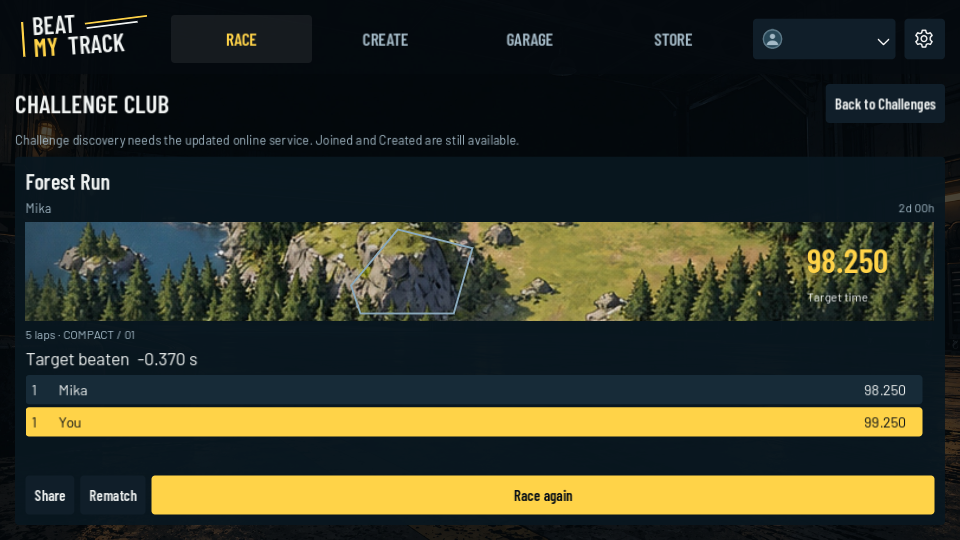 BEAT
MY TRACK
RACE
CREATE
GARAGE
STORE
CHALLENGE CLUB
Back to Challenges
Challenge discovery needs the updated online service. Joined and Created are still available.
Forest Run
Mika
2d 00h
98.250
Target time
5 laps · COMPACT / 01
Target beaten -0.370 s
1 Mika 98.250
1 You 99.250
Share
Rematch
Race again